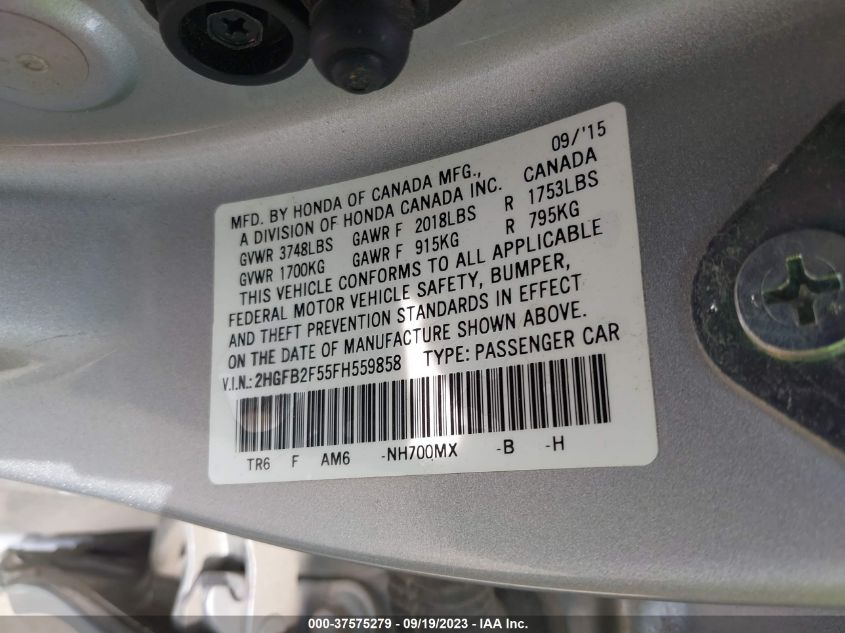 09/'15
MFD. BY HONDA OF CANADA MFG.,
A DIVISION OF HONDA CANADA INC. CANADA
GVWR 3748LBS GAWR F 2018LBS R 1753LBS
GVWR 1700KG GAWR F 915KG R 795KG
THIS VEHICLE CONFORMS TO ALL APPLICABLE
FEDERAL MOTOR VEHICLE SAFETY, BUMPER,
AND THEFT PREVENTION STANDARDS IN EFFECT
ON THE DATE OF MANUFACTURE SHOWN ABOVE.
V.I.N.: 2HGFB2F55FH559858 TYPE: PASSENGER CAR
TR6 F AM6 -NH700MX -B -H
000-37575279 - 09/19/2023 - IAA Inc.